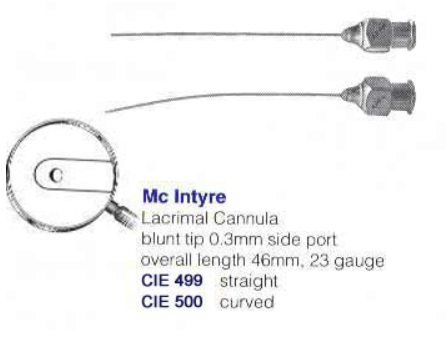 Mc Intyre
Lacrimal Cannula
blunt tip 0.3mm side port
overall length 46mm, 23 gauge
CIE 499 straight
CIE 500 curved